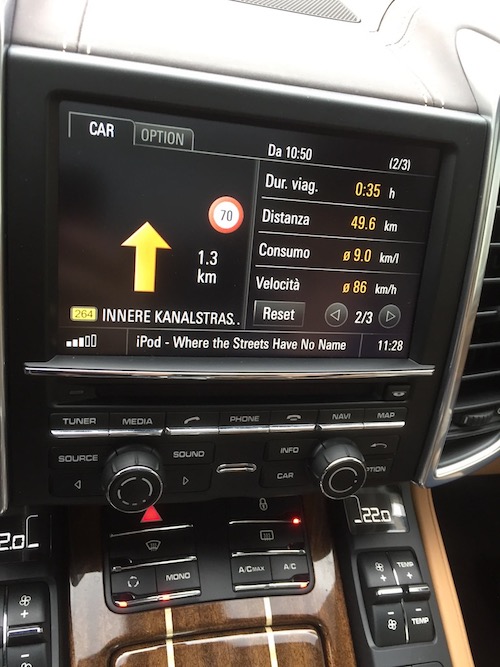 CAR OPTION
Da 10:50 (2/3)
70
1.3
km
Dur. viag. 0:35 h
Distanza 49.6 km
Consumo ø 9.0 km/l
Velocità ø 86 km/h
264 INNERE KANALSTRAS..
Reset 2/3
iPod - Where the Streets Have No Name 11:28
TUNER MEDIA PHONE NAVI MAP
SOURCE SOUND INFO
CAR OPTION
22.0
MONO A/C MAX A/C
TEMP
TEMP